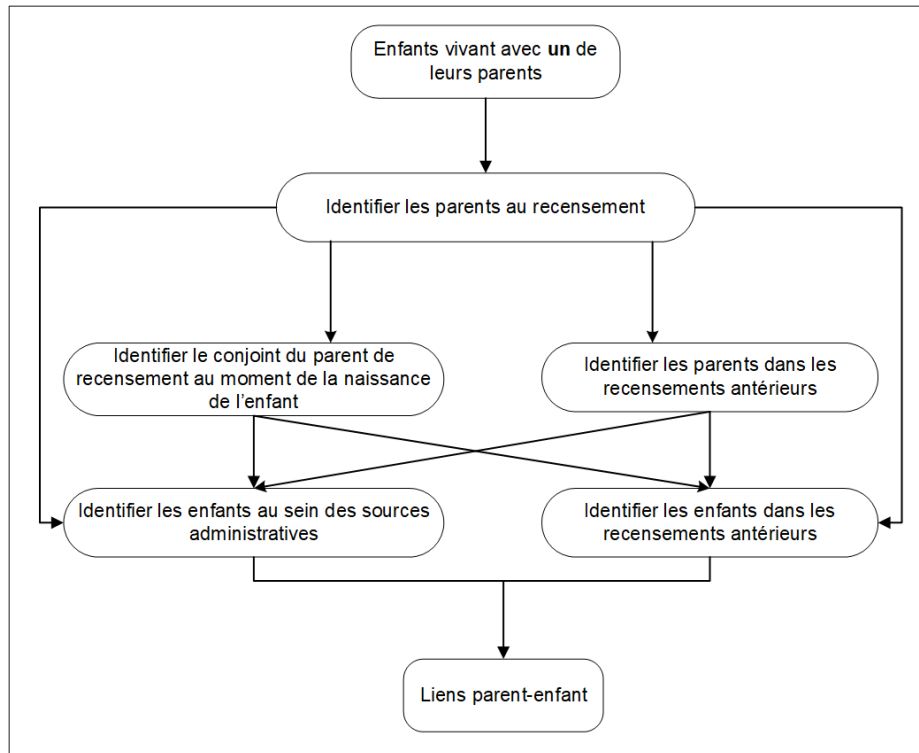 Enfants vivant avec un de
leurs parents
Identifier les parents au recensement
Identifier le conjoint du parent de
recensement au moment de la naissance
de l'enfant
Identifier les parents dans les
recensements antérieurs
Identifier les enfants au sein des sources
administratives
Identifier les enfants dans les
recensements antérieurs
Liens parent-enfant